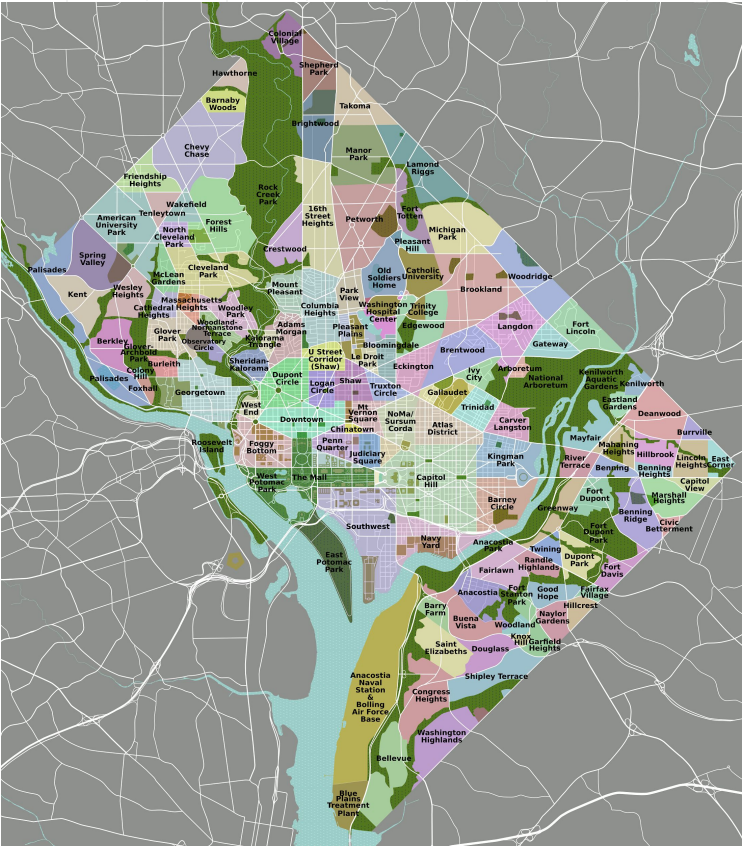 Colonial
Village
Shepherd
Park
Hawthorne
Barnaby
Woods
Takoma
Brightwood
Chevy
Chase
Manor
Park
Lamond
Riggs
Friendship
Heights
Rock
Creek
Park
Wakefield
Tenleytown
American
University
Park
16th
Street
Heights
Petworth
Fort
Totten
Forest
Hills
North
Cleveland
Park
Michigan
Park
Pleasant
Hill
Crestwood
Spring
Valley
Palisades
McLean
Gardens
Cleveland
Park
Old
Soldiers
Home
Catholic
University
Woodridge
Brookland
Kent
Wesley
Heights
Mount
Pleasant
Park
View
Columbia
Heights
Massachusetts
Heights
Cathedral
Heights
Woodley
Park
Washington
Hospital
Center
Trinity
College
Edgewood
Langdon
Fort
Lincoln
Gateway
Woodland-
Normanstone
Terrace
Observatory
Circle
Glover
Park
Kalorama
Triangle
Adams
Morgan
Pleasant
Plains
Bloomingdale
Brentwood
Berkley
Glover-
Archbold
Park
Burleith
Colony
Hill
Foxhall
Palisades
Sheridan-
Kalorama
U Street
Corridor
(Shaw)
Le Droit
Park
Eckington
Ivy
City
Arboretum
National
Arboretum
Kenilworth
Aquatic
Gardens
Kenilworth
Eastland
Gardens
Deanwood
Georgetown
Dupont
Circle
Logan
Circle
Shaw
Truxton
Circle
Gallaudet
Trinidad
West
End
Downtown
Mt
Vernon
Square
NoMa/
Sursum
Corda
Atlas
District
Carver
Langston
Chinatown
Burrville
Mayfair
Mahaning
Heights
Hillbrook
Lincoln
Heights
East
Corner
Roosevelt
Island
Foggy
Bottom
Penn
Quarter
Judiciary
Square
Kingman
Park
River
Terrace
Benning
Benning
Heights
Capitol
View
West
Potomac
Park
The Mall
Capitol
Hill
Fort
Dupont
Marshall
Heights
Barney
Circle
Greenway
Benning
Ridge
Civic
Betterment
Southwest
Fort
Dupont
Park
Navy
Yard
Anacostia
Park
Twining
Dupont
Park
East
Potomac
Park
Randle
Highlands
Fairlawn
Fort
Davis
Anacostia
Fort
Stanton
Park
Good
Hope
Fairfax
Village
Hillcrest
Barry
Farm
Buena
Vista
Naylor
Gardens
Woodland
Knox
Hill
Garfield
Heights
Saint
Elizabeths
Douglass
Shipley Terrace
Anacostia
Naval
Station
&
Bolling
Air Force
Base
Congress
Heights
Washington
Highlands
Bellevue
Blue
Plains
Treatment
Plant